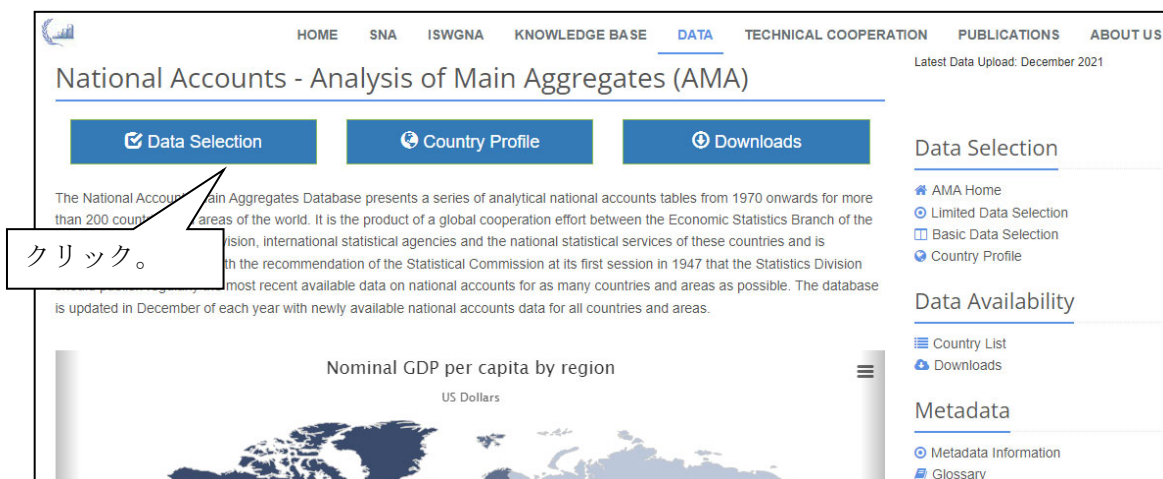 HOME SNA ISWGNA KNOWLEDGE BASE DATA TECHNICAL COOPERATION PUBLICATIONS ABOUT US
National Accounts - Analysis of Main Aggregates (AMA)
Latest Data Upload: December 2021
Data Selection
Country Profile
Downloads
The National Accounts Main Aggregates Database presents a series of analytical national accounts tables from 1970 onwards for more
than 200 areas of the world. It is the product of a global cooperation effort between the Economic Statistics Branch of the
international statistical agencies and the national statistical services of these countries and is
the recommendation of the Statistical Commission at its first session in 1947 that the Statistics Division
most recent available data on national accounts for as many countries and areas as possible. The database
is updated in December of each year with newly available national accounts data for all countries and areas.
クリック。
Nominal GDP per capita by region
US Dollars
Data Selection
AMA Home
Limited Data Selection
Basic Data Selection
Country Profile
Data Availability
Country List
Downloads
Metadata
Metadata Information
Glossary